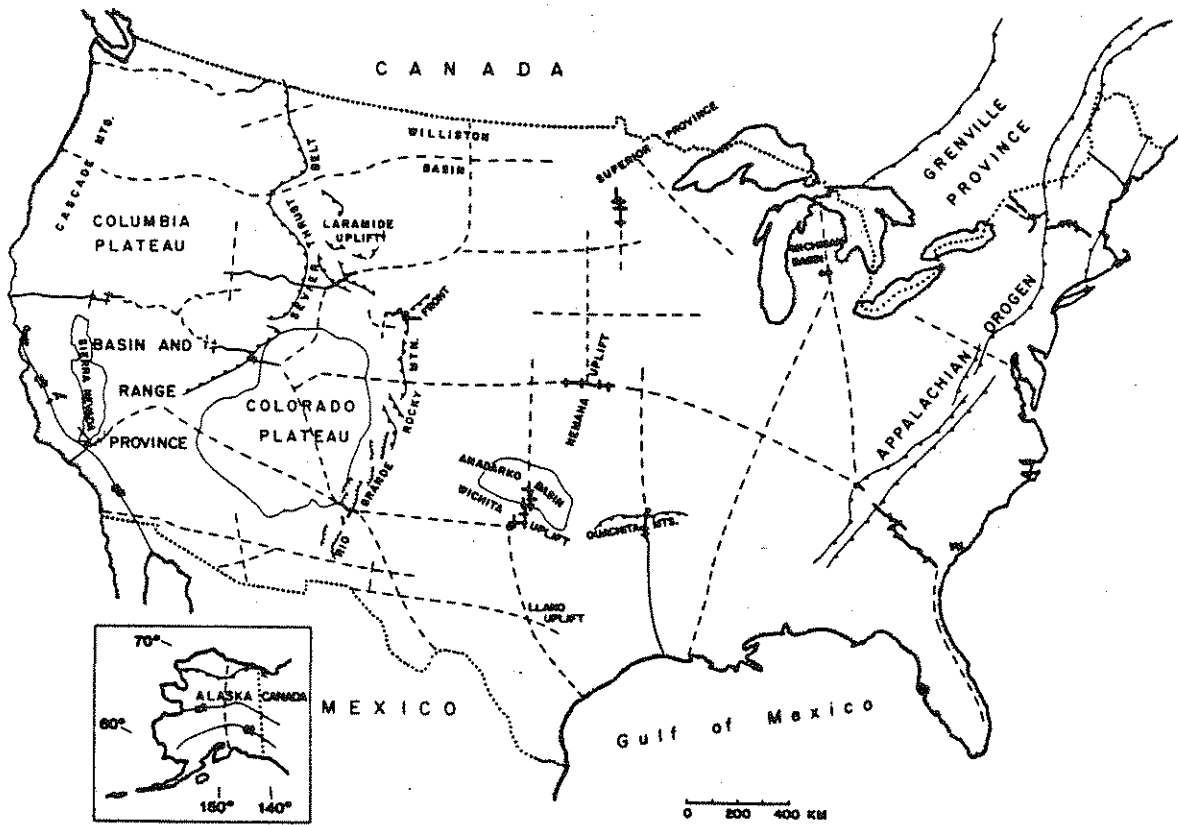 CANADA
CASCADE MTS.
COLUMBIA
PLATEAU
BELT
THRUST
SEVIER
LARAMIDE
UPLIFT
WILLISTON
BASIN
SUPERIOR PROVINCE
GRENVILLE
PROVINCE
MICHIGAN
BASIN
APPALACHIAN OROGEN
SIERRA NEVADA
BASIN AND
RANGE
PROVINCE
COLORADO
PLATEAU
ROCKY MTN. FRONT
RIO GRANDE
NEMAHA UPLIFT
ANADARKO BASIN
WICHITA UPLIFT
OUACHITA MTS.
LLANO
UPLIFT
MEXICO
Gulf of Mexico
70°
60°
ALASKA
CANADA
150°
140°
0 200 400 KM